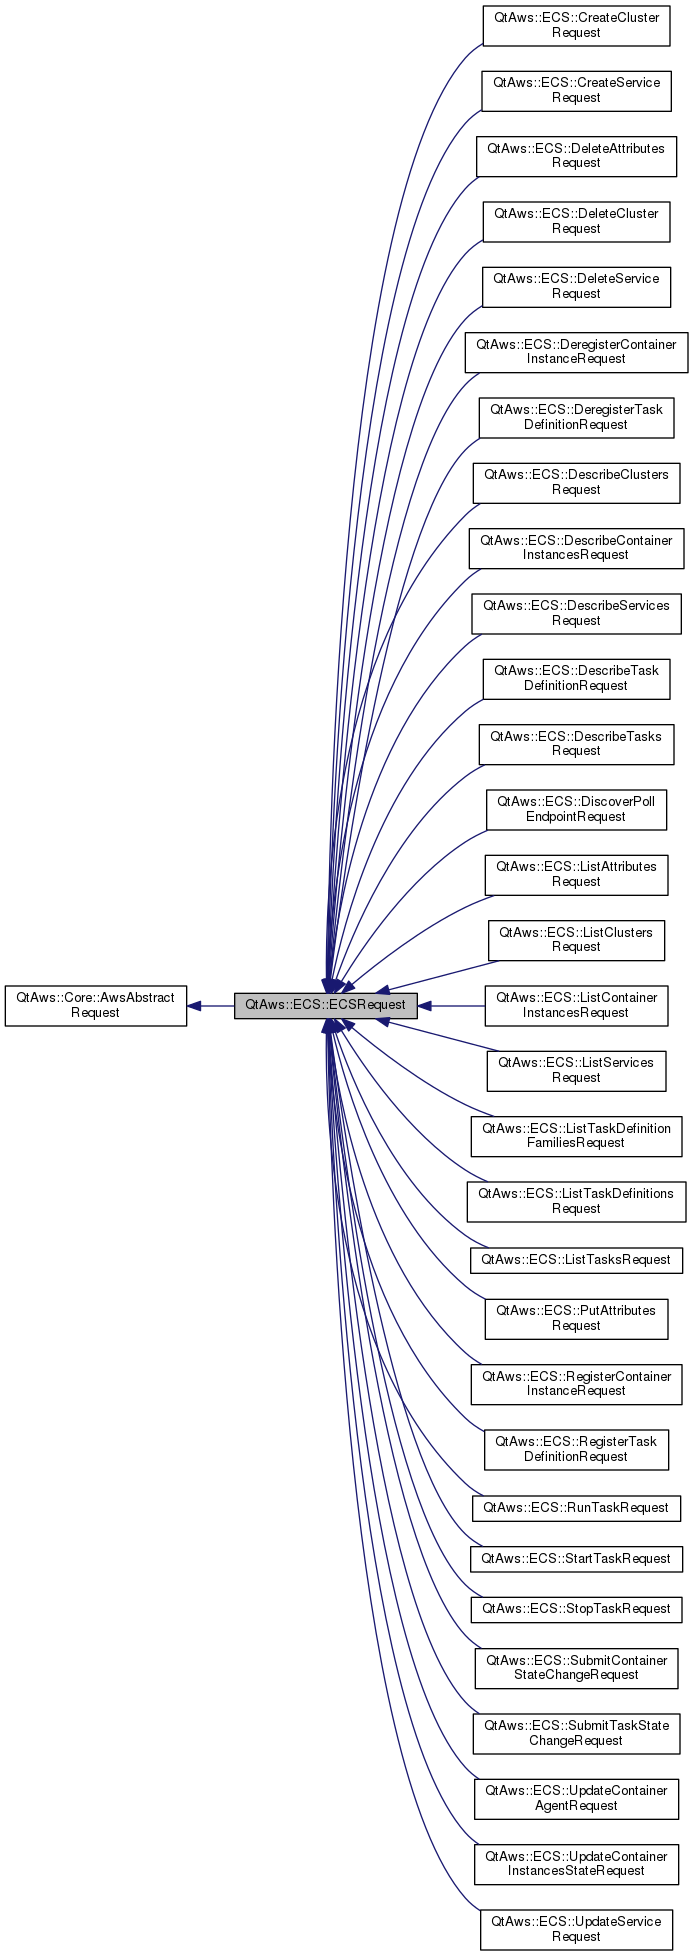 QtAws::ECS::CreateCluster
Request
QtAws::ECS::CreateService
Request
QtAws::ECS::DeleteAttributes
Request
QtAws::ECS::DeleteCluster
Request
QtAws::ECS::DeleteService
Request
QtAws::ECS::DeregisterContainer
InstanceRequest
QtAws::ECS::DeregisterTask
DefinitionRequest
QtAws::ECS::DescribeClusters
Request
QtAws::ECS::DescribeContainer
InstancesRequest
QtAws::ECS::DescribeServices
Request
QtAws::ECS::DescribeTask
DefinitionRequest
QtAws::ECS::DescribeTasks
Request
QtAws::ECS::DiscoverPoll
EndpointRequest
QtAws::ECS::ListAttributes
Request
QtAws::ECS::ListClusters
Request
QtAws::Core::AwsAbstract
Request
QtAws::ECS::ECSRequest
QtAws::ECS::ListContainer
InstancesRequest
QtAws::ECS::ListServices
Request
QtAws::ECS::ListTaskDefinition
FamiliesRequest
QtAws::ECS::ListTaskDefinitions
Request
QtAws::ECS::ListTasksRequest
QtAws::ECS::PutAttributes
Request
QtAws::ECS::RegisterContainer
InstanceRequest
QtAws::ECS::RegisterTask
DefinitionRequest
QtAws::ECS::RunTaskRequest
QtAws::ECS::StartTaskRequest
QtAws::ECS::StopTaskRequest
QtAws::ECS::SubmitContainer
StateChangeRequest
QtAws::ECS::SubmitTaskState
ChangeRequest
QtAws::ECS::UpdateContainer
AgentRequest
QtAws::ECS::UpdateContainer
InstancesStateRequest
QtAws::ECS::UpdateService
Request